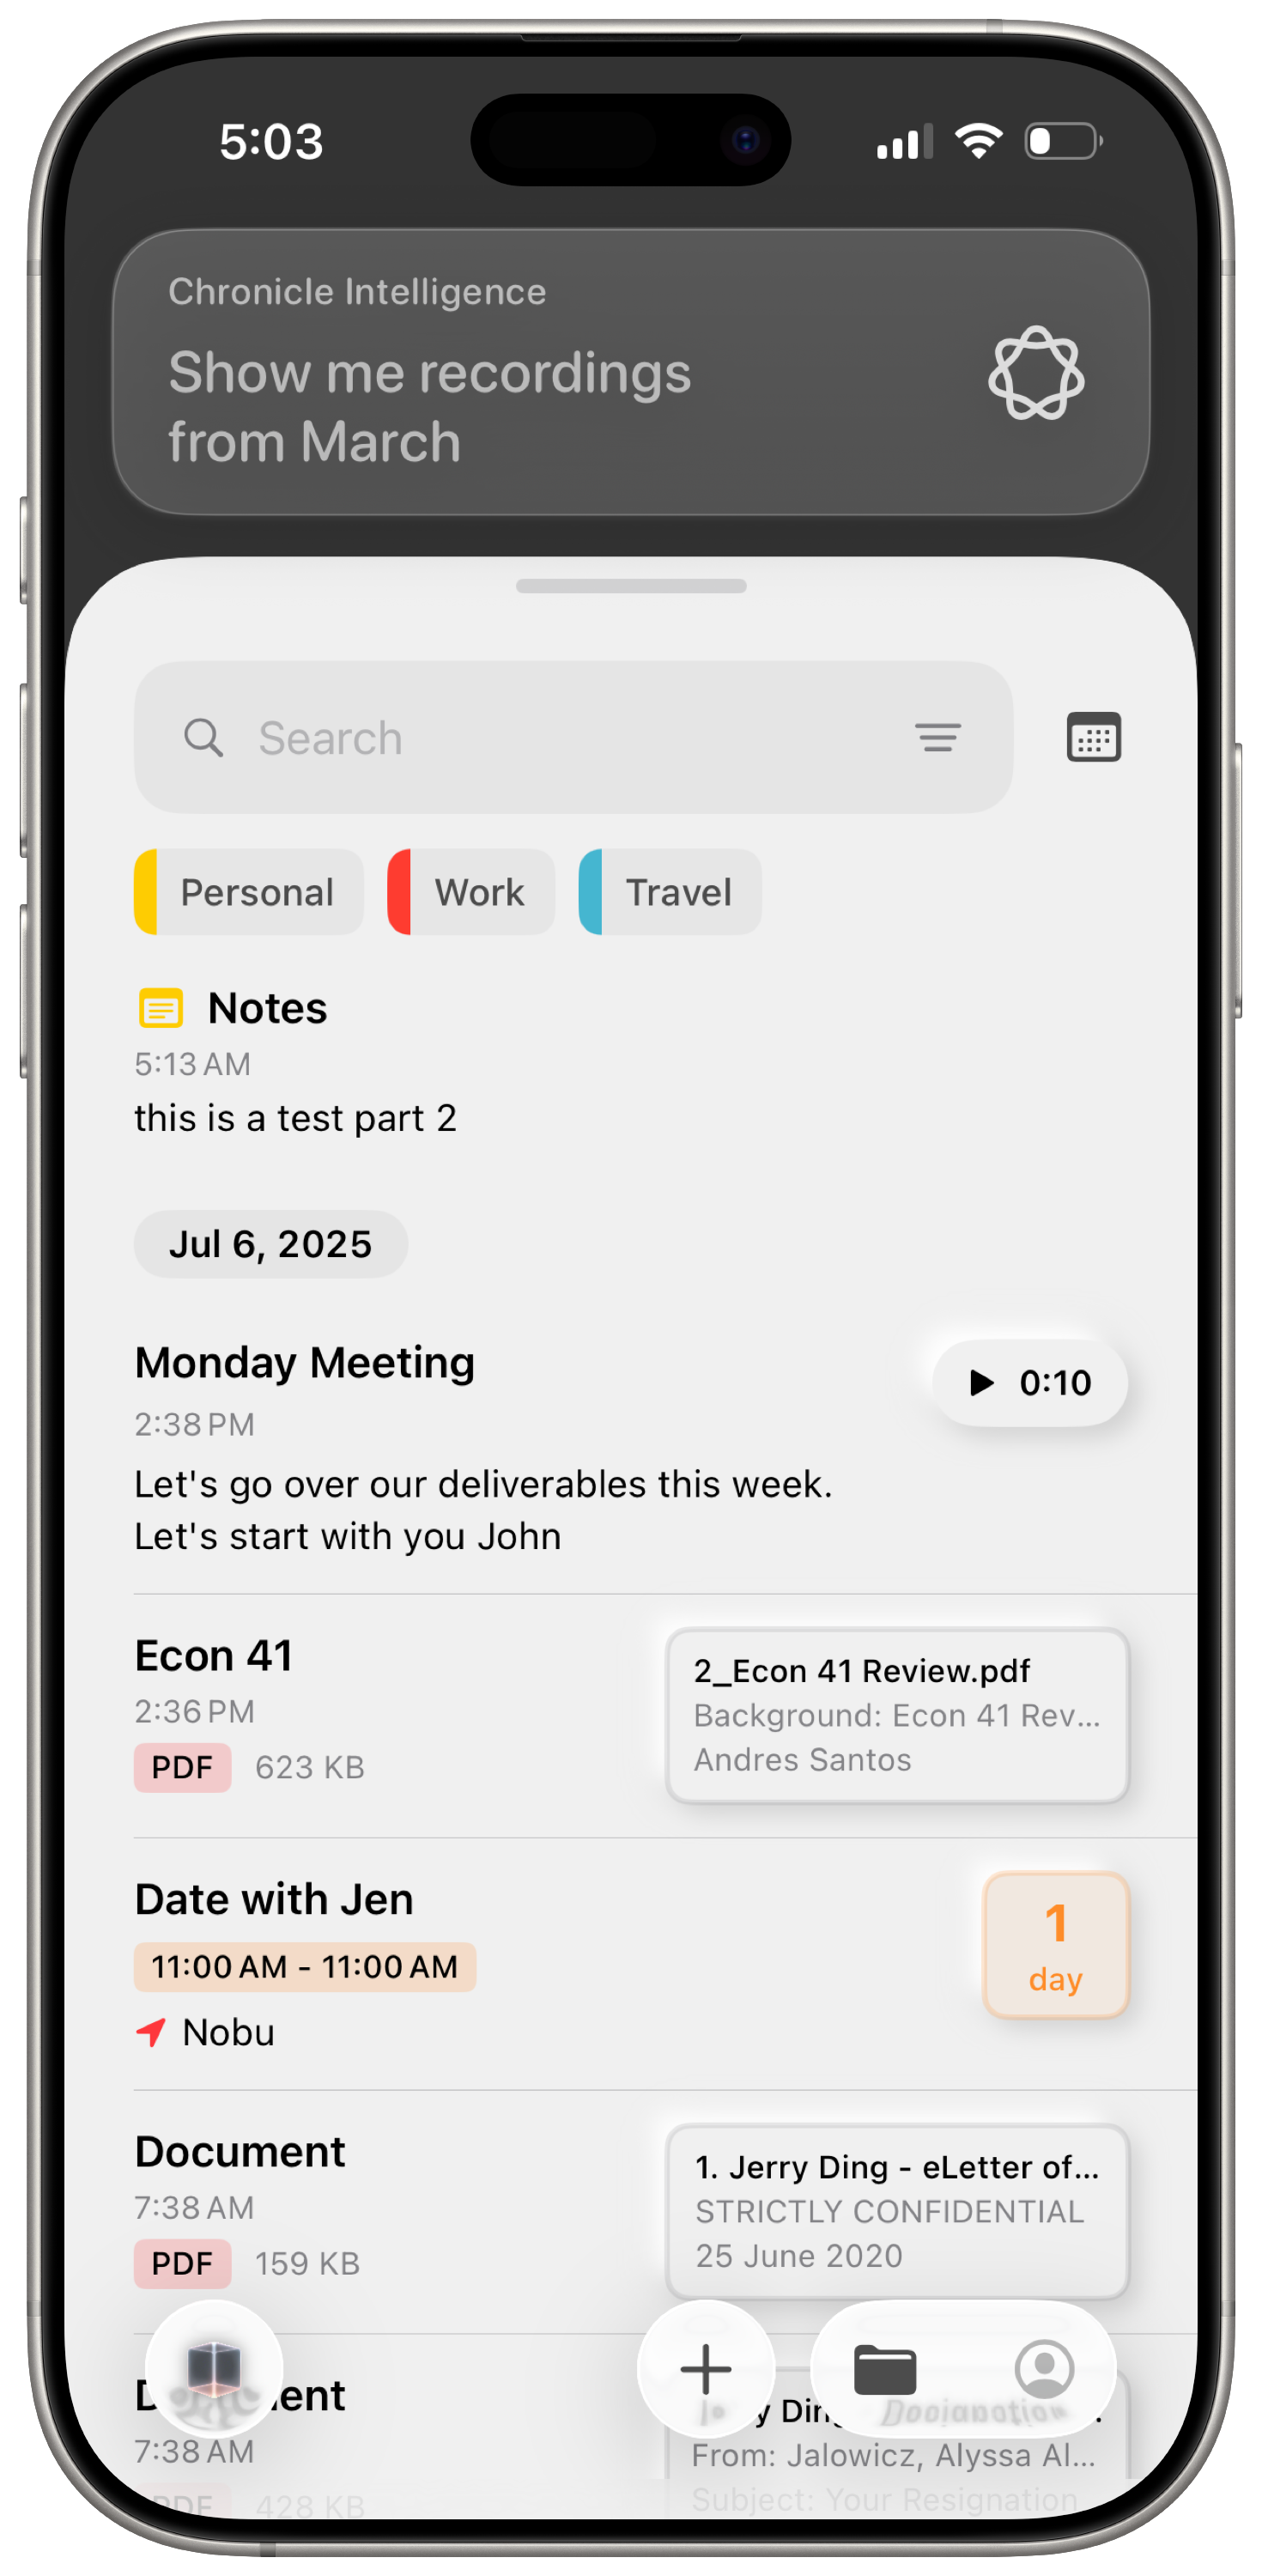 5:03
Chronicle Intelligence
Show me recordings
from March
Search
Personal
Work
Travel
Notes
5:13 AM
this is a test part 2
Jul 6, 2025
Monday Meeting
0:10
2:38 PM
Let's go over our deliverables this week.
Let's start with you John
Econ 41
2:36 PM
PDF 623 KB
2_Econ 41 Review.pdf
Background: Econ 41 Rev...
Andres Santos
Date with Jen
11:00 AM - 11:00 AM
Nobu
1
day
Document
7:38 AM
PDF 159 KB
1. Jerry Ding - eLetter of...
STRICTLY CONFIDENTIAL
25 June 2020
7:38 AM
PDF 428 KB
From: Jalowicz, Alyssa Al...
Subject: Your Resignation